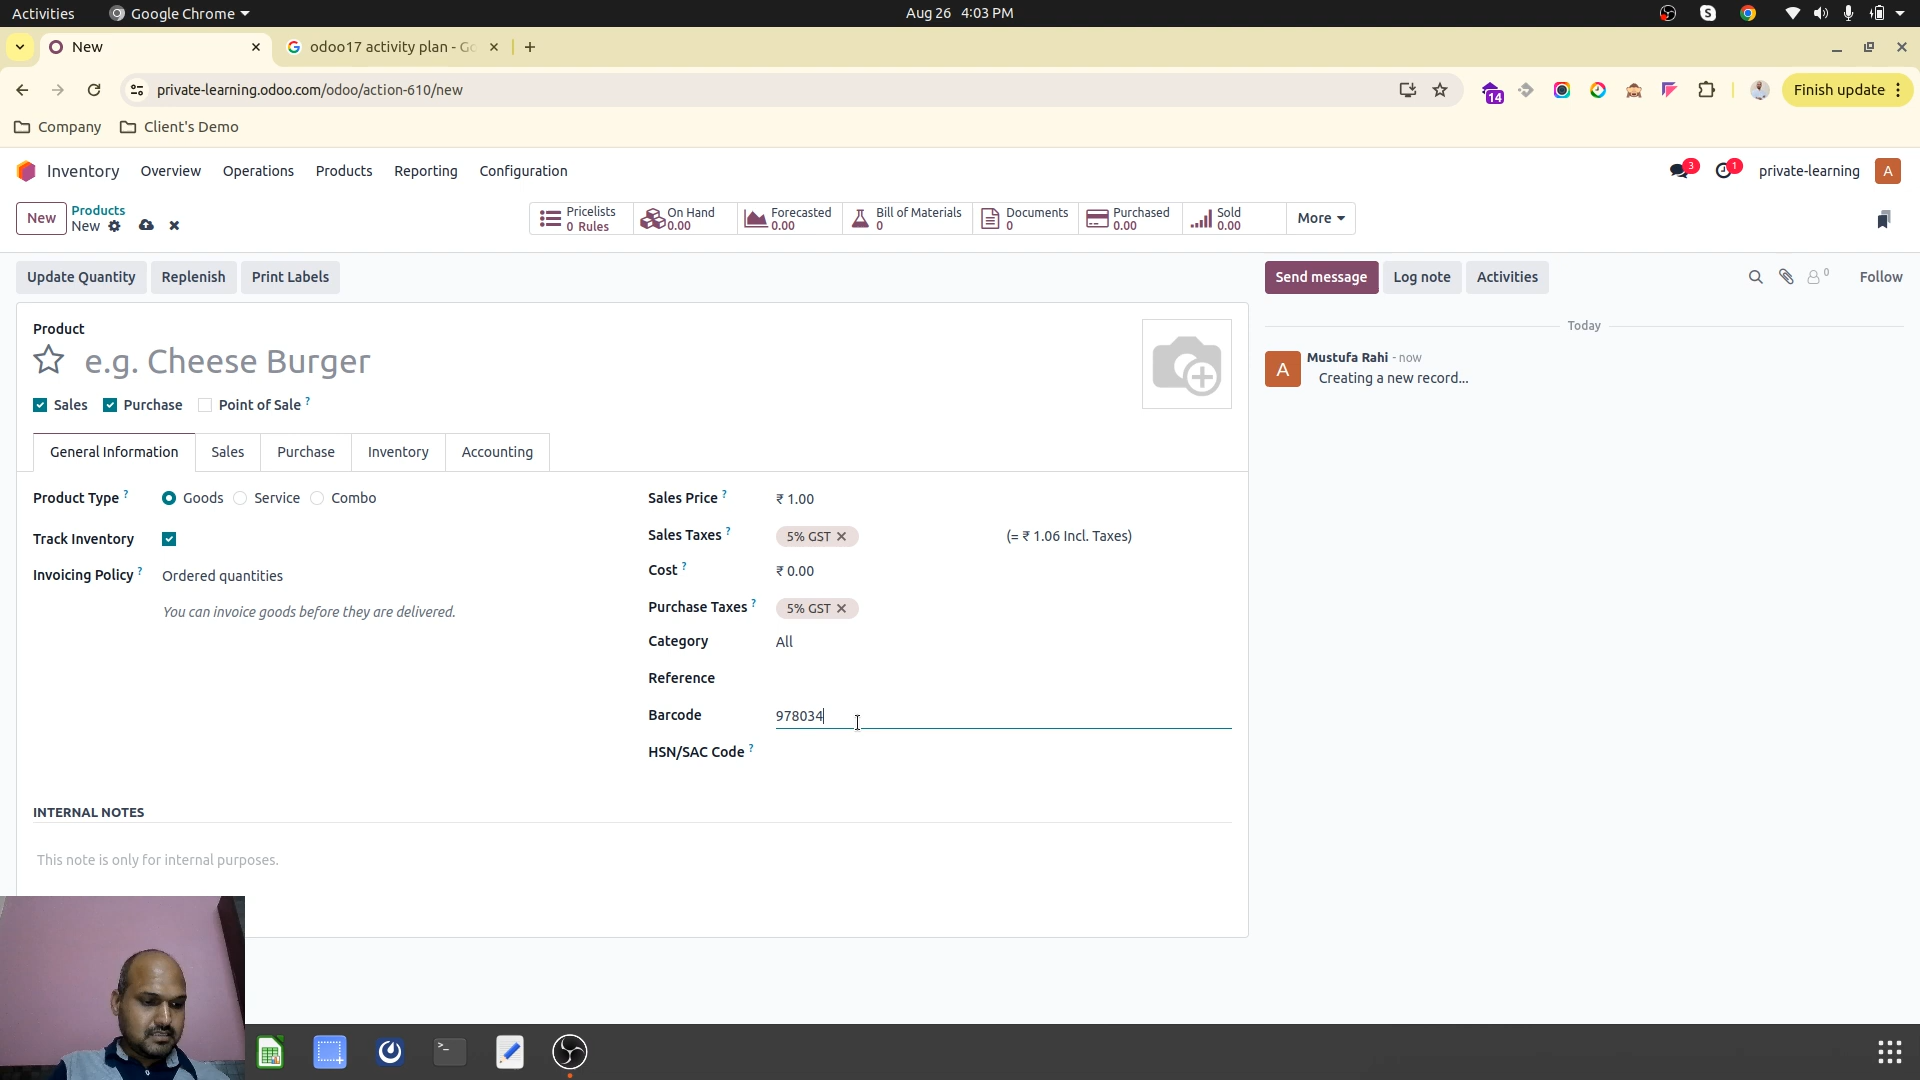 Activities
Google Chrome
Aug 26 4:03 PM
S
New
odoo17 activity plan - Go
private-learning.odoo.com/odoo/action-610/new
14
Finish update
Company
Client's Demo
Inventory
Overview
Operations
Products
Reporting
Configuration
3
1
private-learning
A
New
Products
New
Pricelists
0 Rules
On Hand
0.00
Forecasted
0.00
Bill of Materials
0
Documents
0
Purchased
0.00
Sold
0.00
More
Update Quantity
Replenish
Print Labels
Send message
Log note
Activities
0
Follow
Product
e.g. Cheese Burger
Sales
Purchase
Point of Sale ?
General Information
Sales
Purchase
Inventory
Accounting
Product Type ?
Goods
Service
Combo
Track Inventory
Invoicing Policy ?
Ordered quantities
You can invoice goods before they are delivered.
Sales Price ?
₹ 1.00
Sales Taxes ?
5% GST
(= ₹ 1.06 Incl. Taxes)
Cost ?
₹ 0.00
Purchase Taxes ?
5% GST
Category
All
Reference
Barcode
978034
HSN/SAC Code ?
INTERNAL NOTES
This note is only for internal purposes.
Today
A
Mustufa Rahi - now
Creating a new record...